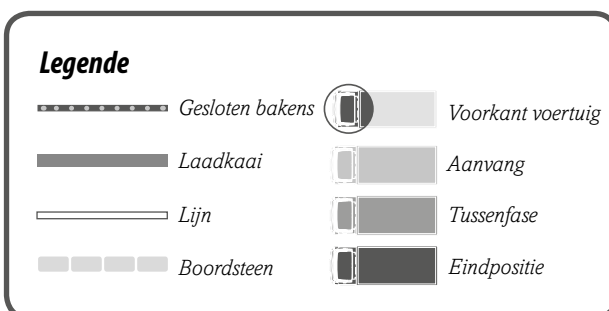 Legende
Gesloten bakens
Laadkaai
Lijn
Boordsteen
Voorkant voertuig
Aanvang
Tussenfase
Eindpositie